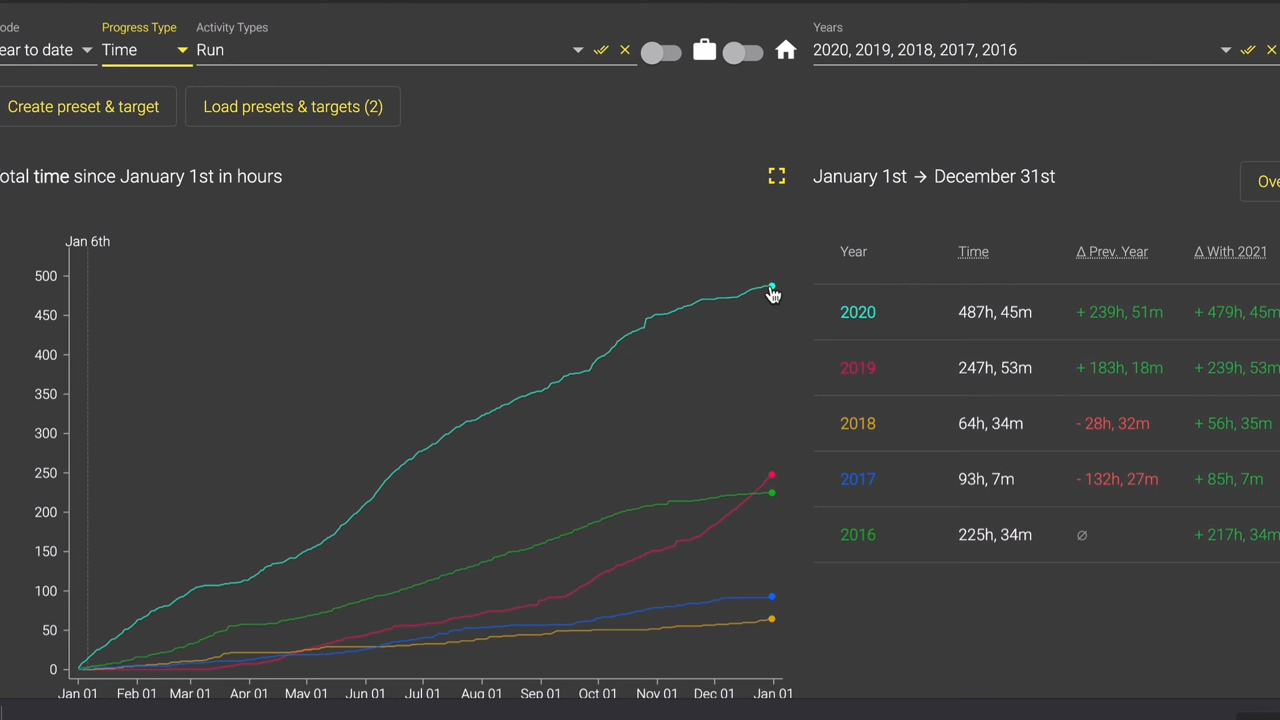 ode
Progress Type
Activity Types
Years
ear to date
Time
Run
2020, 2019, 2018, 2017, 2016
Create preset & target
Load presets & targets (2)
otal time since January 1st in hours
January 1st → December 31st
Ove
Jan 6th
500
450
400
350
300
250
200
150
100
50
0
Jan 01 Feb 01 Mar 01 Apr 01 May 01 Jun 01 Jul 01 Aug 01 Sep 01 Oct 01 Nov 01 Dec 01 Jan 01
Year Time Δ Prev. Year Δ With 2021
2020 487h, 45m + 239h, 51m + 479h, 45m
2019 247h, 53m + 183h, 18m + 239h, 53m
2018 64h, 34m - 28h, 32m + 56h, 35m
2017 93h, 7m - 132h, 27m + 85h, 7m
2016 225h, 34m ∅ + 217h, 34m